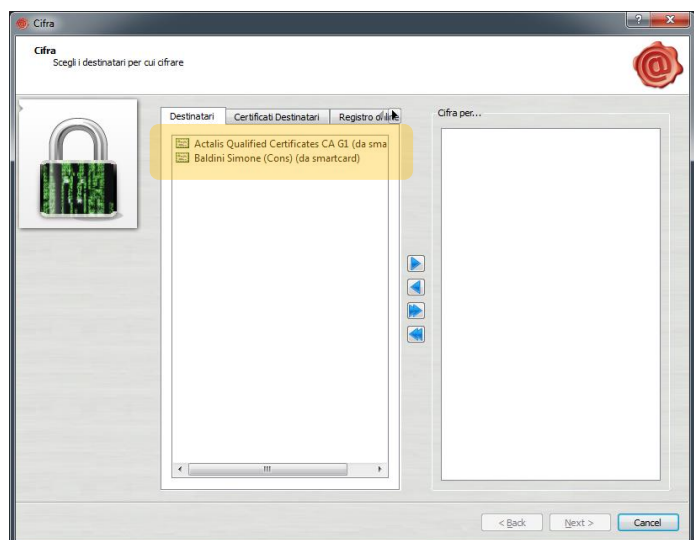 Cifra
Cifra
Scegli i destinatari per cui cifrare
Destinatari
Certificati Destinatari
Registro
Cifra per...
Actalis Qualified Certificates CA G1 (da sma
Baldini Simone (Cons) (da smartcard)
< Back
Next >
Cancel